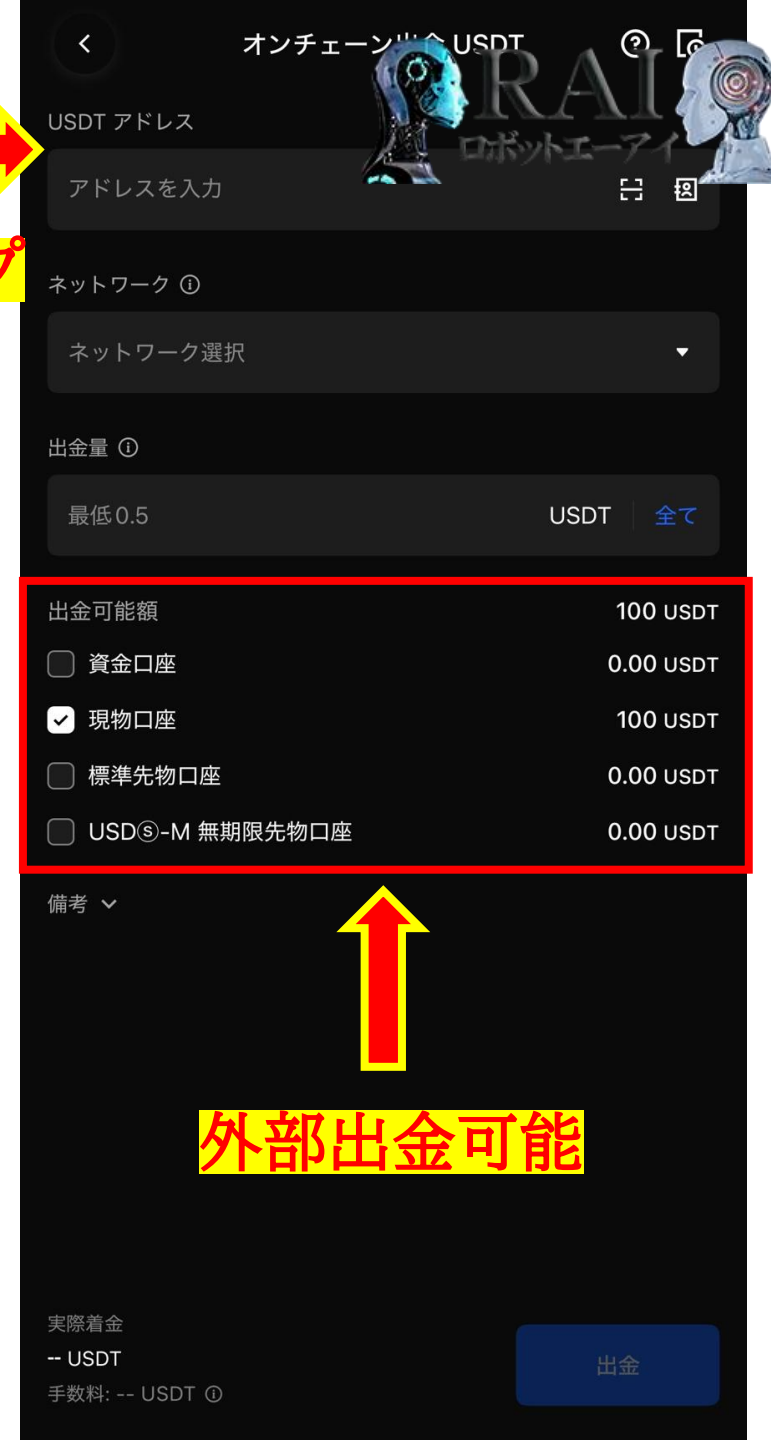 オンチェーン出金 USDT
RAI
ロボットエーアイ
USDT アドレス
アドレスを入力
プ
ネットワーク
ネットワーク選択
出金量
最低 0.5 USDT 全て
出金可能額 100 USDT
資金口座 0.00 USDT
現物口座 100 USDT
標準先物口座 0.00 USDT
USDⓢ-M 無期限先物口座 0.00 USDT
備考
外部出金可能
実際着金
-- USDT
手数料: -- USDT
出金